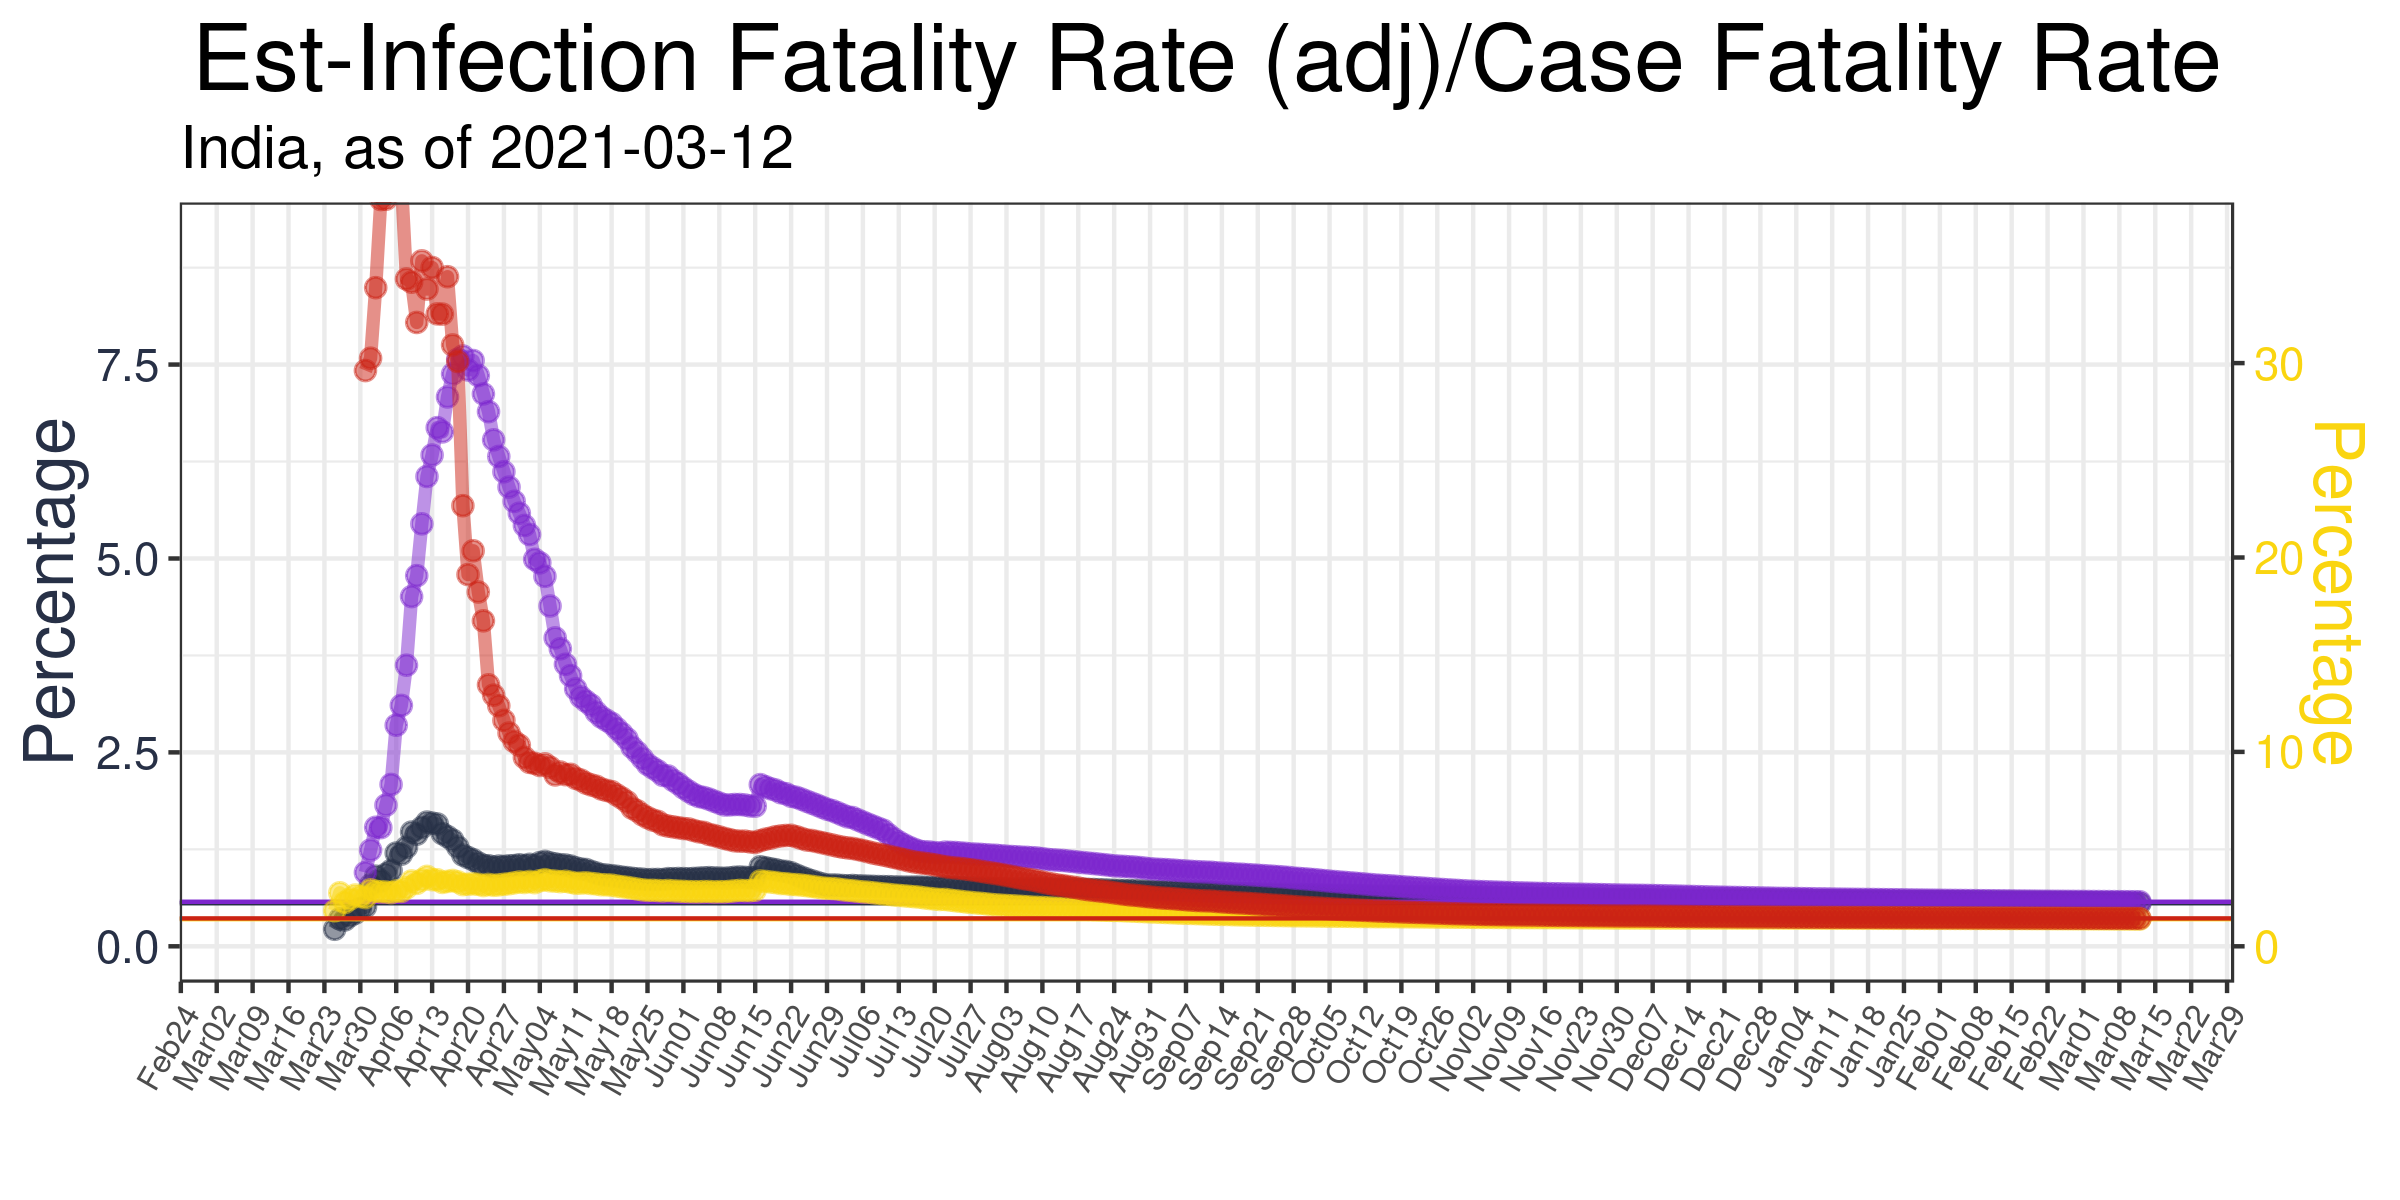 Est-Infection Fatality Rate (adj)/Case Fatality Rate
India, as of 2021-03-12
Percentage
7.5
5.0
2.5
0.0
30
20
10
0
Percentage
Feb24
Mar02
Mar09
Mar16
Mar23
Mar30
Apr06
Apr13
Apr20
Apr27
May04
May11
May18
May25
Jun01
Jun08
Jun15
Jun22
Jun29
Jul06
Jul13
Jul20
Jul27
Aug03
Aug10
Aug17
Aug24
Aug31
Sep07
Sep14
Sep21
Sep28
Oct05
Oct12
Oct19
Oct26
Nov02
Nov09
Nov16
Nov23
Nov30
Dec07
Dec14
Dec21
Dec28
Jan04
Jan11
Jan18
Jan25
Feb01
Feb08
Feb15
Feb22
Mar01
Mar08
Mar15
Mar22
Mar29